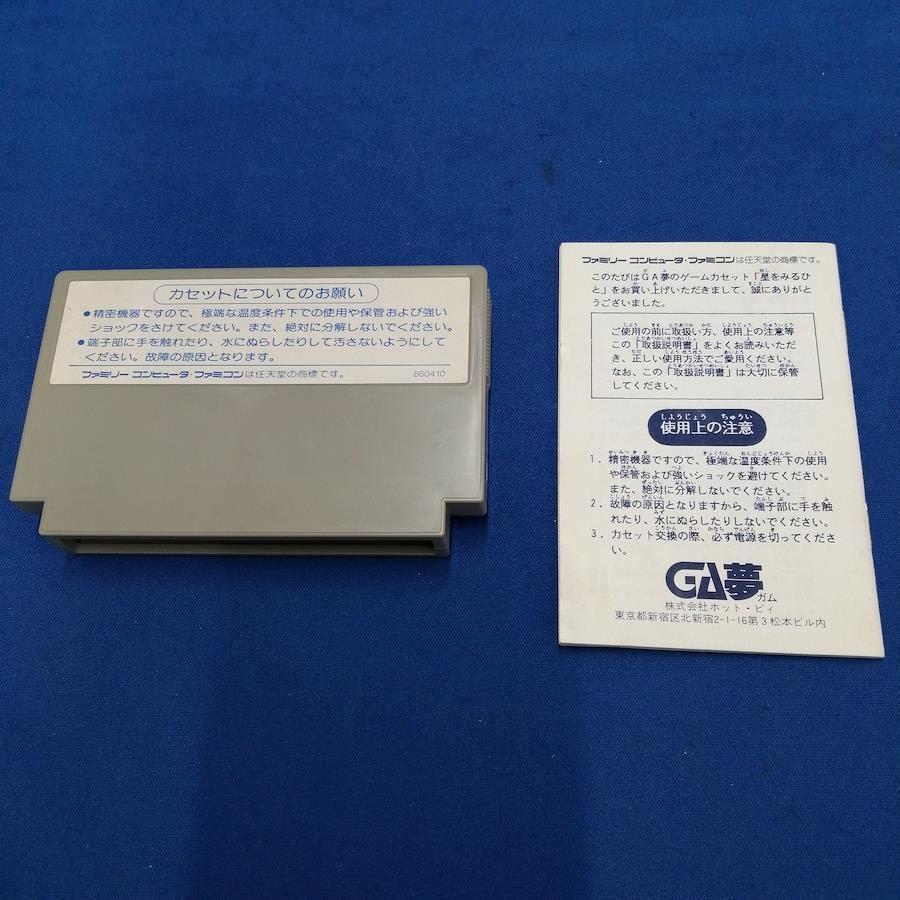 カセットについてのお願い
●精密機器ですので、極端な温度条件下での使用や保管および強い
ショックをさけてください。また、絶対に分解しないでください。
●端子部に手を触れたり、水にぬらしたりして汚さないようにして
ください。故障の原因となります。
ファミリー コンピュータ・ファミコンは任天堂の商標です。 860410
ファミリー コンピュータ・ファミコンは任天堂の商標です。
このたびはGA夢のゲームカセット「星をみるひ
と」をお買い上げいただきまして、誠にありがと
うございました。
ご使用の前に取扱い方、使用上の注意等
この「取扱説明書」をよくお読みいただ
き、正しい使用方法でご愛用ください。
なお、この「取扱説明書」は大切に保管
してください。
しようじょう ちゅうい
使用上の注意
1．精密機器ですので、極端な温度条件下の使用
や保管および強いショックを避けてください。
また、絶対に分解しないでください。
2．故障の原因となりますから、端子部に手を触
れたり、水にぬらしたりしないでください。
3．カセット交換の際、必ず電源を切ってくださ
い。
GA夢
ガム
株式会社ホット・ビィ
東京都新宿区北新宿2-1-16第3松本ビル内